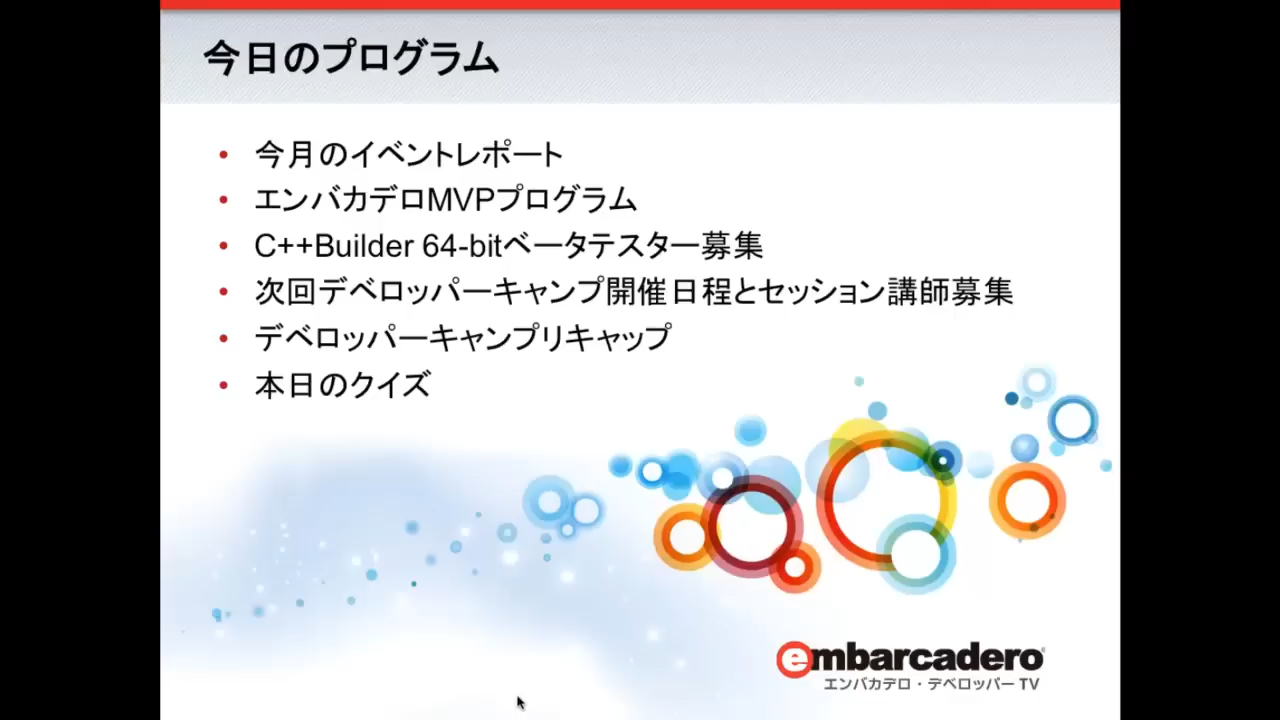 今日のプログラム
• 今月のイベントレポート
• エンバカデロMVPプログラム
• C++Builder 64-bitベータテスター募集
• 次回デベロッパーキャンプ開催日程とセッション講師募集
• デベロッパーキャンプリキャップ
• 本日のクイズ
embarcadero
エンバカデロ・デベロッパー TV